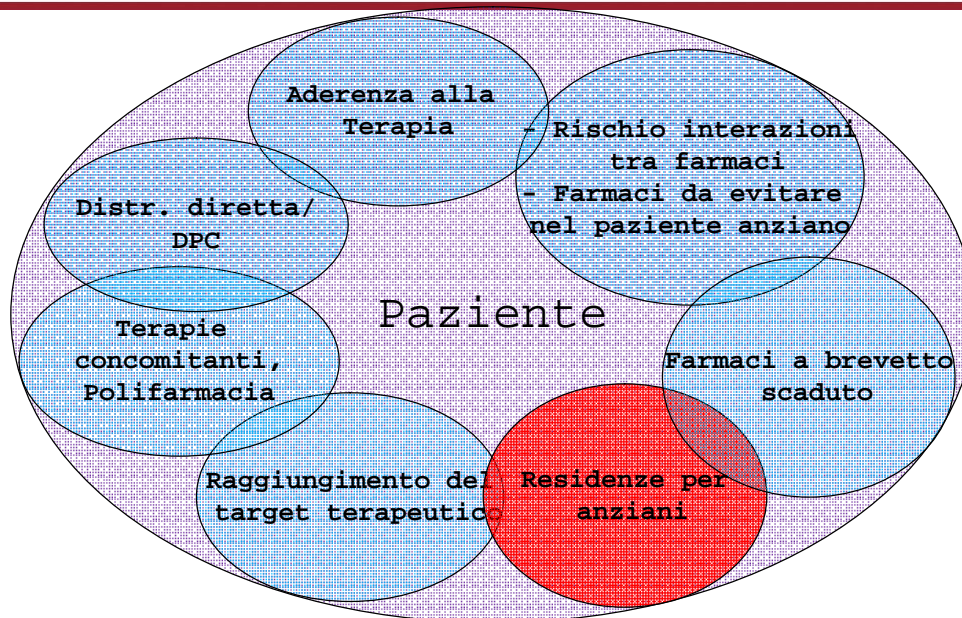 Aderenza alla
Terapia
- Rischio interazioni
tra farmaci
- Farmaci da evitare
nel paziente anziano
Distr. diretta/
DPC
Paziente
Terapie
concomitanti,
Polifarmacia
Farmaci a brevetto
scaduto
Raggiungimento del
target terapeutico
Residenze per
anziani